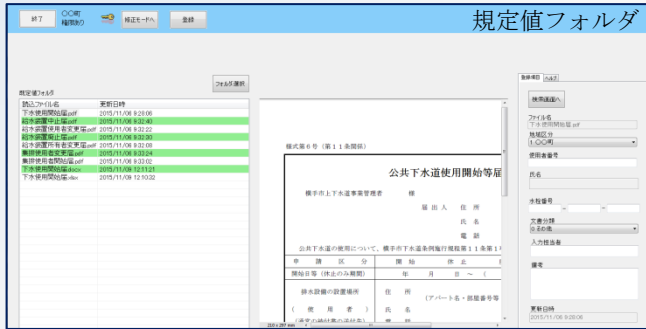 終了
〇〇町
権限あり
修正モードへ
登録
規定値フォルダ
フォルダ選択
規定値フォルダ
読込ファイル名 更新日時
下水使用開始届.pdf 2015/11/06 9:28:06
給水装置中止届.pdf 2015/11/06 9:32:40
給水装置使用者変更届.pdf 2015/11/06 9:32:22
給水装置廃止届.pdf 2015/11/06 9:32:30
給水装置所有者変更届.pdf 2015/11/06 9:32:08
集排使用者変更届.pdf 2015/11/06 9:33:24
集排使用者開始届.pdf 2015/11/06 9:33:02
下水使用開始届.docx 2015/11/09 12:11:21
下水使用開始届.xlsx 2015/11/09 12:10:32
様式第6号（第11条関係）
公共下水道使用開始等届
横手市上下水道事業管理者 様
届出人 住所
氏名
電話
公共下水道の使用について、横手市下水道条例施行規程第11条第1
申請区分 開始 休止
開始日等（休止のみ期間） 年 月 日 ～ （
排水設備の設置場所 住所
（アパート名・部屋番号等
（使用者） 氏名
登録項目 ヘルプ
検索画面へ
ファイル名
下水使用開始届.pdf
地域区分
1:〇〇町
使用者番号
氏名
水栓番号
- -
文書分類
0:その他
入力担当者
備考
更新日時
2015/11/06 9:28:06